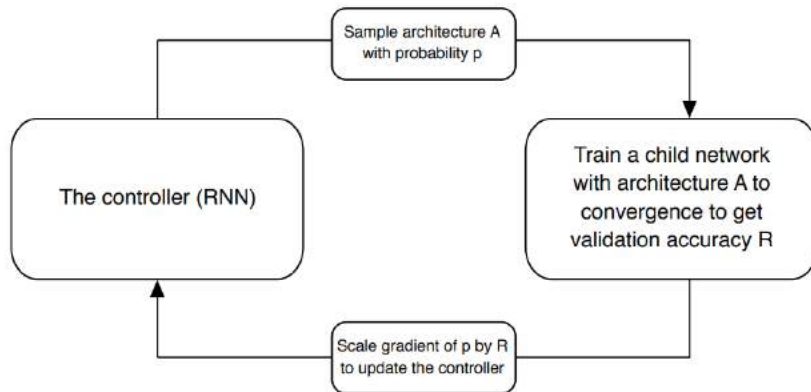 Sample architecture A
with probability p
The controller (RNN)
Train a child network
with architecture A to
convergence to get
validation accuracy R
Scale gradient of p by R
to update the controller